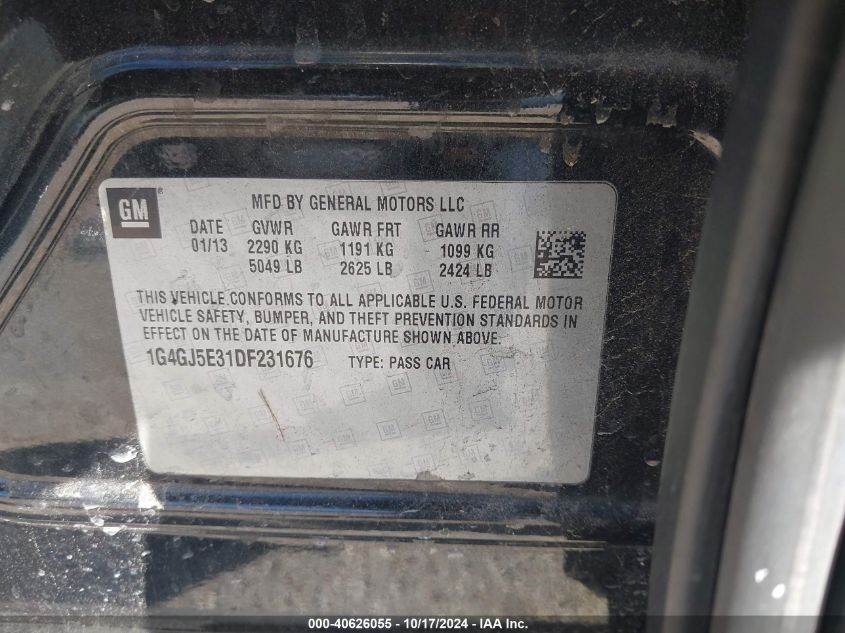 GM
MFD BY GENERAL MOTORS LLC
DATE GVWR GAWR FRT GAWR RR
01/13 2290 KG 1191 KG 1099 KG
5049 LB 2625 LB 2424 LB
THIS VEHICLE CONFORMS TO ALL APPLICABLE U.S. FEDERAL MOTOR
VEHICLE SAFETY, BUMPER, AND THEFT PREVENTION STANDARDS IN
EFFECT ON THE DATE OF MANUFACTURE SHOWN ABOVE.
1G4GJ5E31DF231676 TYPE: PASS CAR
000-40626055 - 10/17/2024 - IAA Inc.